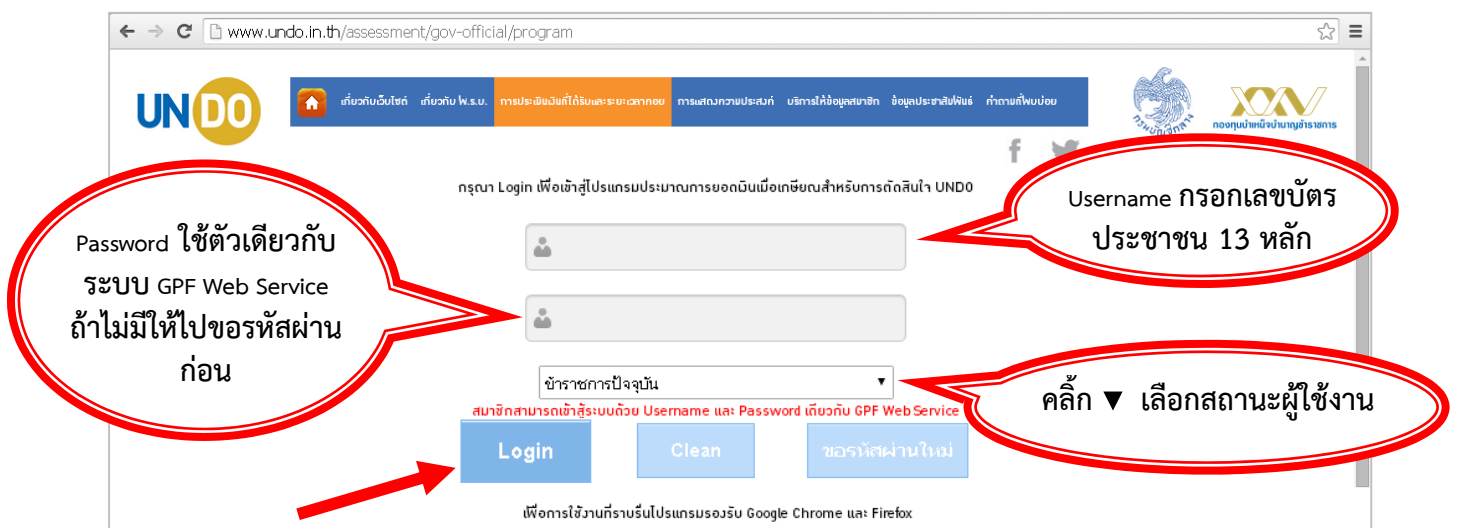 www.undo.in.th/assessment/gov-official/program
UNDO
เกี่ยวกับเว็บไซต์ เกี่ยวกับ พ.ร.บ. การประเมินเงินที่ได้รับและระยะเวลาคอย การแสดงความประสงค์ บริการให้ข้อมูลสมาชิก ข้อมูลประชาสัมพันธ์ คำถามที่พบบ่อย
กรมบัญชีกลาง
กองทุนบำเหน็จบำนาญข้าราชการ
กรุณา Login เพื่อเข้าสู่โปรแกรมประมาณการยอดเงินเมื่อเกษียณสำหรับการตัดสินใจ UNDO
Username กรอกเลขบัตร
ประชาชน 13 หลัก
Password ใช้ตัวเดียวกับ
ระบบ GPF Web Service
ถ้าไม่มีให้ไปขอรหัสผ่าน
ก่อน
ข้าราชการปัจจุบัน ▼
คลิ้ก ▼ เลือกสถานะผู้ใช้งาน
สมาชิกสามารถเข้าสู่ระบบด้วย Username และ Password เดียวกับ GPF Web Service
Login Clean ขอรหัสผ่านใหม่
เพื่อการใช้งานที่ราบรื่นโปรแกรมรองรับ Google Chrome และ Firefox